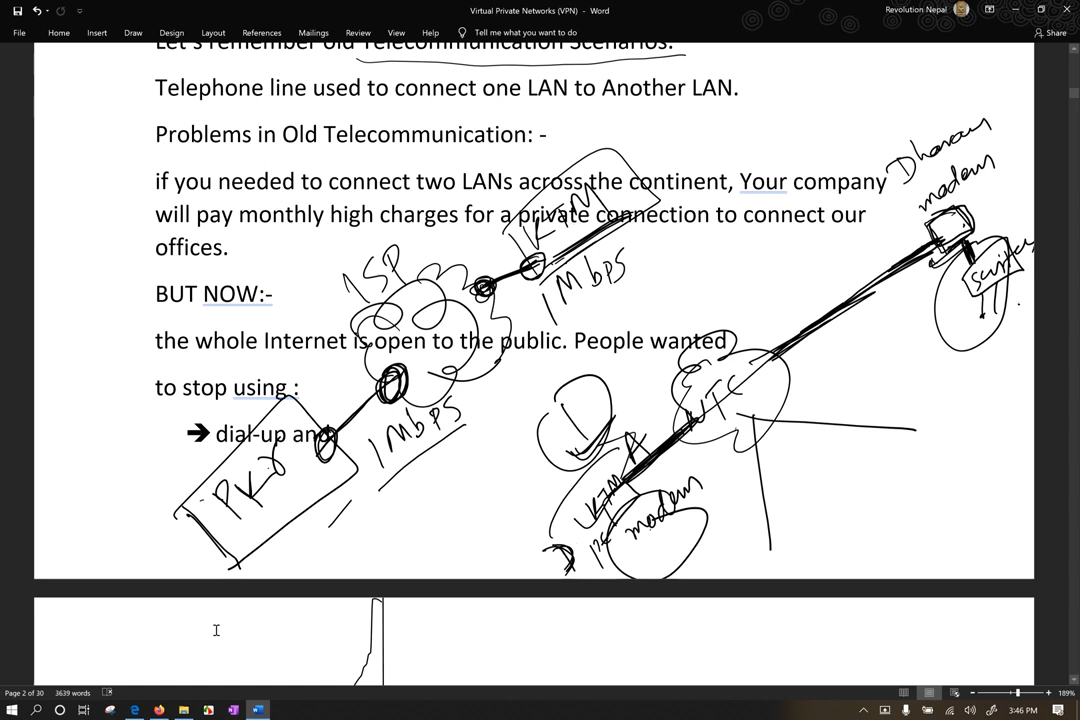 Virtual Private Networks (VPN) - Word
Revolution Nepal
File Home Insert Draw Design Layout References Mailings Review View Help Tell me what you want to do
Share
Let's remember old Telecommunication Scenarios:
Telephone line used to connect one LAN to Another LAN.
Problems in Old Telecommunication: -
if you needed to connect two LANs across the continent, Your company
will pay monthly high charges for a private connection to connect our
offices.
BUT NOW:-
the whole Internet is open to the public. People wanted
to stop using :
➔ dial-up and
modem
KTM
ISP
1 Mbps
1 Mbps
NTC
PKr
KTM
modem
Page 2 of 30 3639 words
189%
3:46 PM